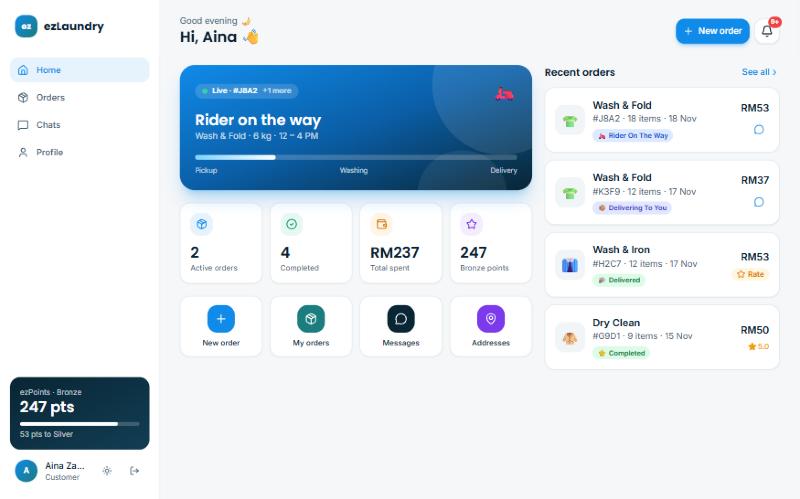 ez
ezLaundry
Home
Orders
Chats
Profile
ezPoints · Bronze
247 pts
53 pts to Silver
A
Aina Za...
Customer
Good evening 🌙
Hi, Aina 👋
+ New order
9+
Live · #J8A2 +1 more
Rider on the way
Wash & Fold · 6 kg · 12 – 4 PM
Pickup
Washing
Delivery
2
Active orders
4
Completed
RM237
Total spent
247
Bronze points
New order
My orders
Messages
Addresses
Recent orders
See all ›
Wash & Fold
#J8A2 · 18 items · 18 Nov
Rider On The Way
RM53
Wash & Fold
#K3F9 · 12 items · 17 Nov
Delivering To You
RM37
Wash & Iron
#H2C7 · 12 items · 17 Nov
Delivered
RM53
Rate
Dry Clean
#G9D1 · 9 items · 15 Nov
Completed
RM50
5.0